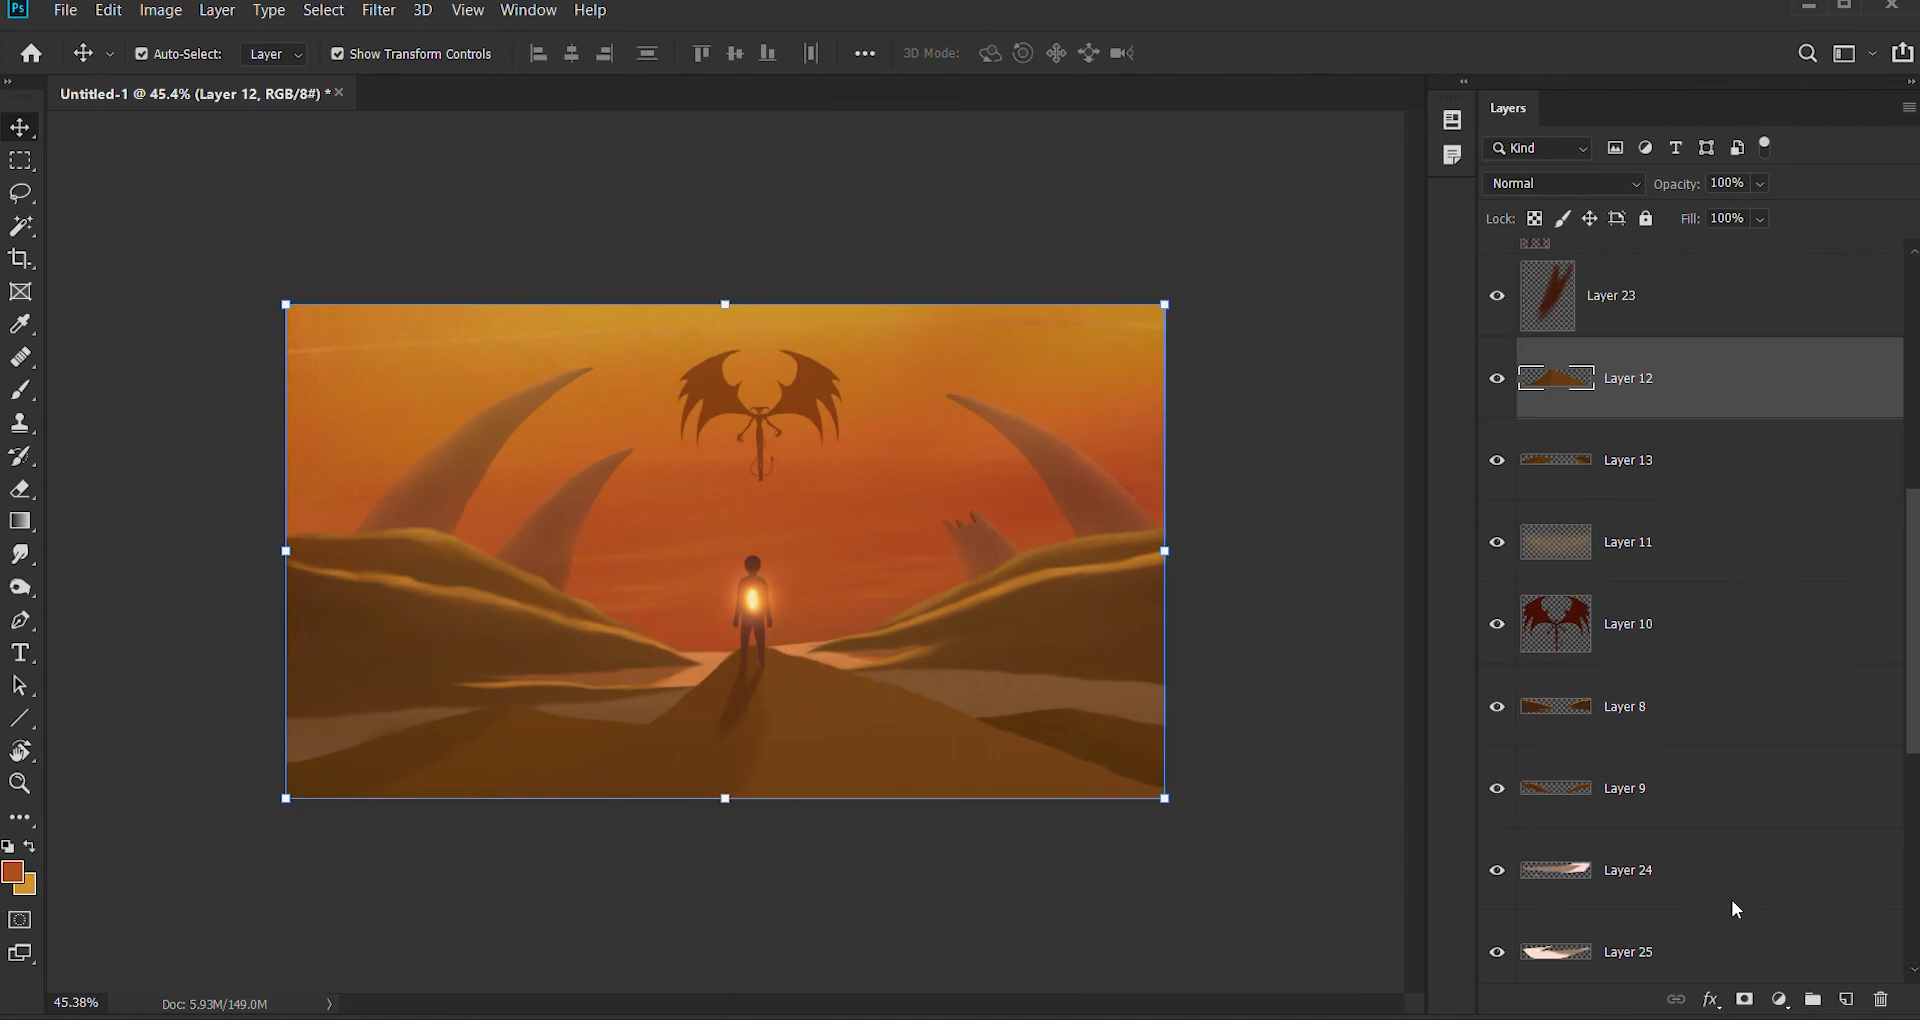 Ps File Edit Image Layer Type Select Filter 3D View Window Help
Auto-Select: Layer Show Transform Controls 3D Mode:
Untitled-1 @ 45.4% (Layer 12, RGB/8#) *
Layers
Kind
Normal Opacity: 100%
Lock: Fill: 100%
Layer 23
Layer 12
Layer 13
Layer 11
Layer 10
Layer 8
Layer 9
Layer 24
Layer 25
45.38% Doc: 5.93M/149.0M